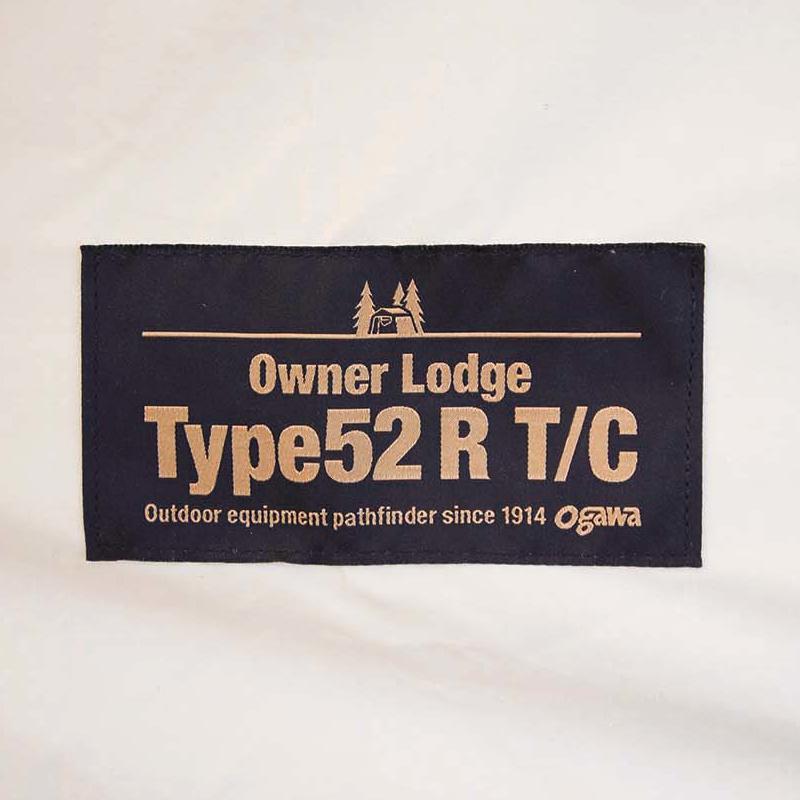 Owner Lodge
Type52 R T/C
Outdoor equipment pathfinder since 1914 ogawa